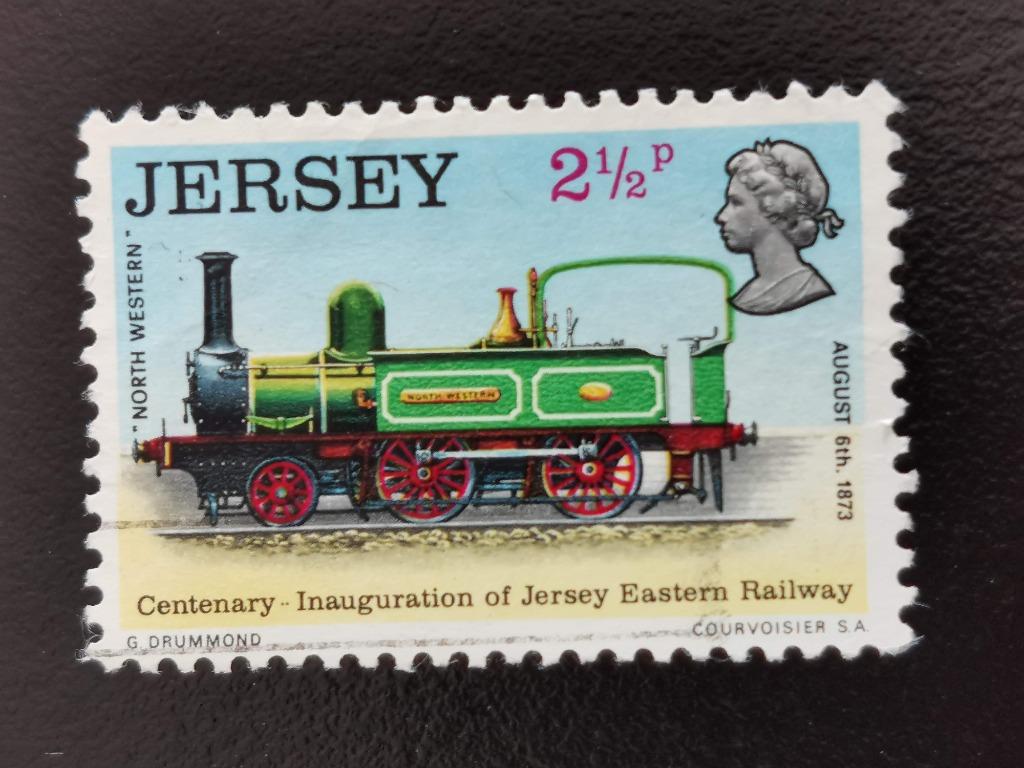 JERSEY
2½p
"NORTH WESTERN"
NORTH WESTERN
AUGUST 6th. 1873
Centenary - Inauguration of Jersey Eastern Railway
G. DRUMMOND
COURVOISIER S.A.